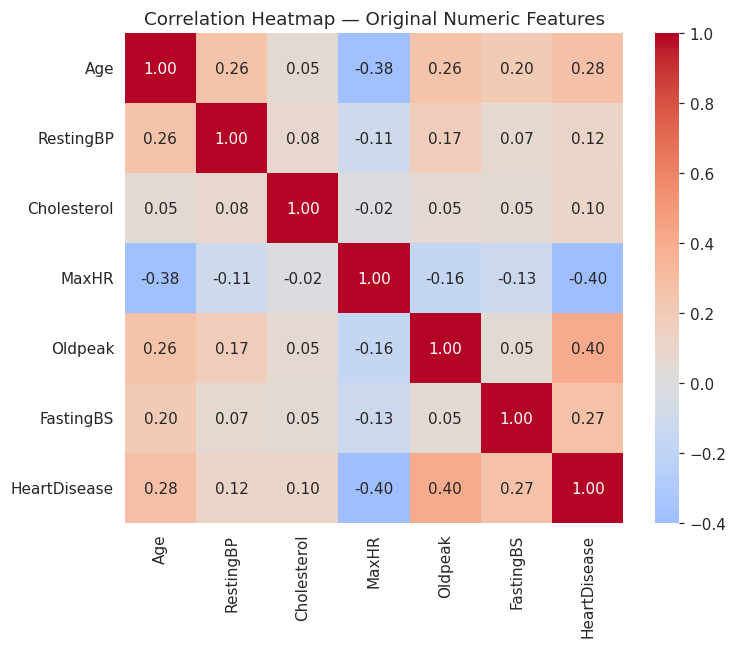 Correlation Heatmap — Original Numeric Features
Age 1.00 0.26 0.05 -0.38 0.26 0.20 0.28
RestingBP 0.26 1.00 0.08 -0.11 0.17 0.07 0.12
Cholesterol 0.05 0.08 1.00 -0.02 0.05 0.05 0.10
MaxHR -0.38 -0.11 -0.02 1.00 -0.16 -0.13 -0.40
Oldpeak 0.26 0.17 0.05 -0.16 1.00 0.05 0.40
FastingBS 0.20 0.07 0.05 -0.13 0.05 1.00 0.27
HeartDisease 0.28 0.12 0.10 -0.40 0.40 0.27 1.00
Age
RestingBP
Cholesterol
MaxHR
Oldpeak
FastingBS
HeartDisease
1.0
0.8
0.6
0.4
0.2
0.0
−0.2
−0.4